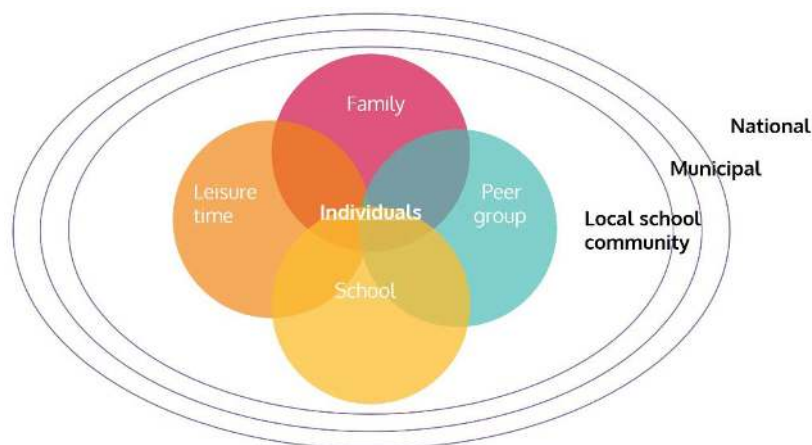 Family
National
Municipal
Leisure
time
Individuals
Peer
group
Local school
community
School